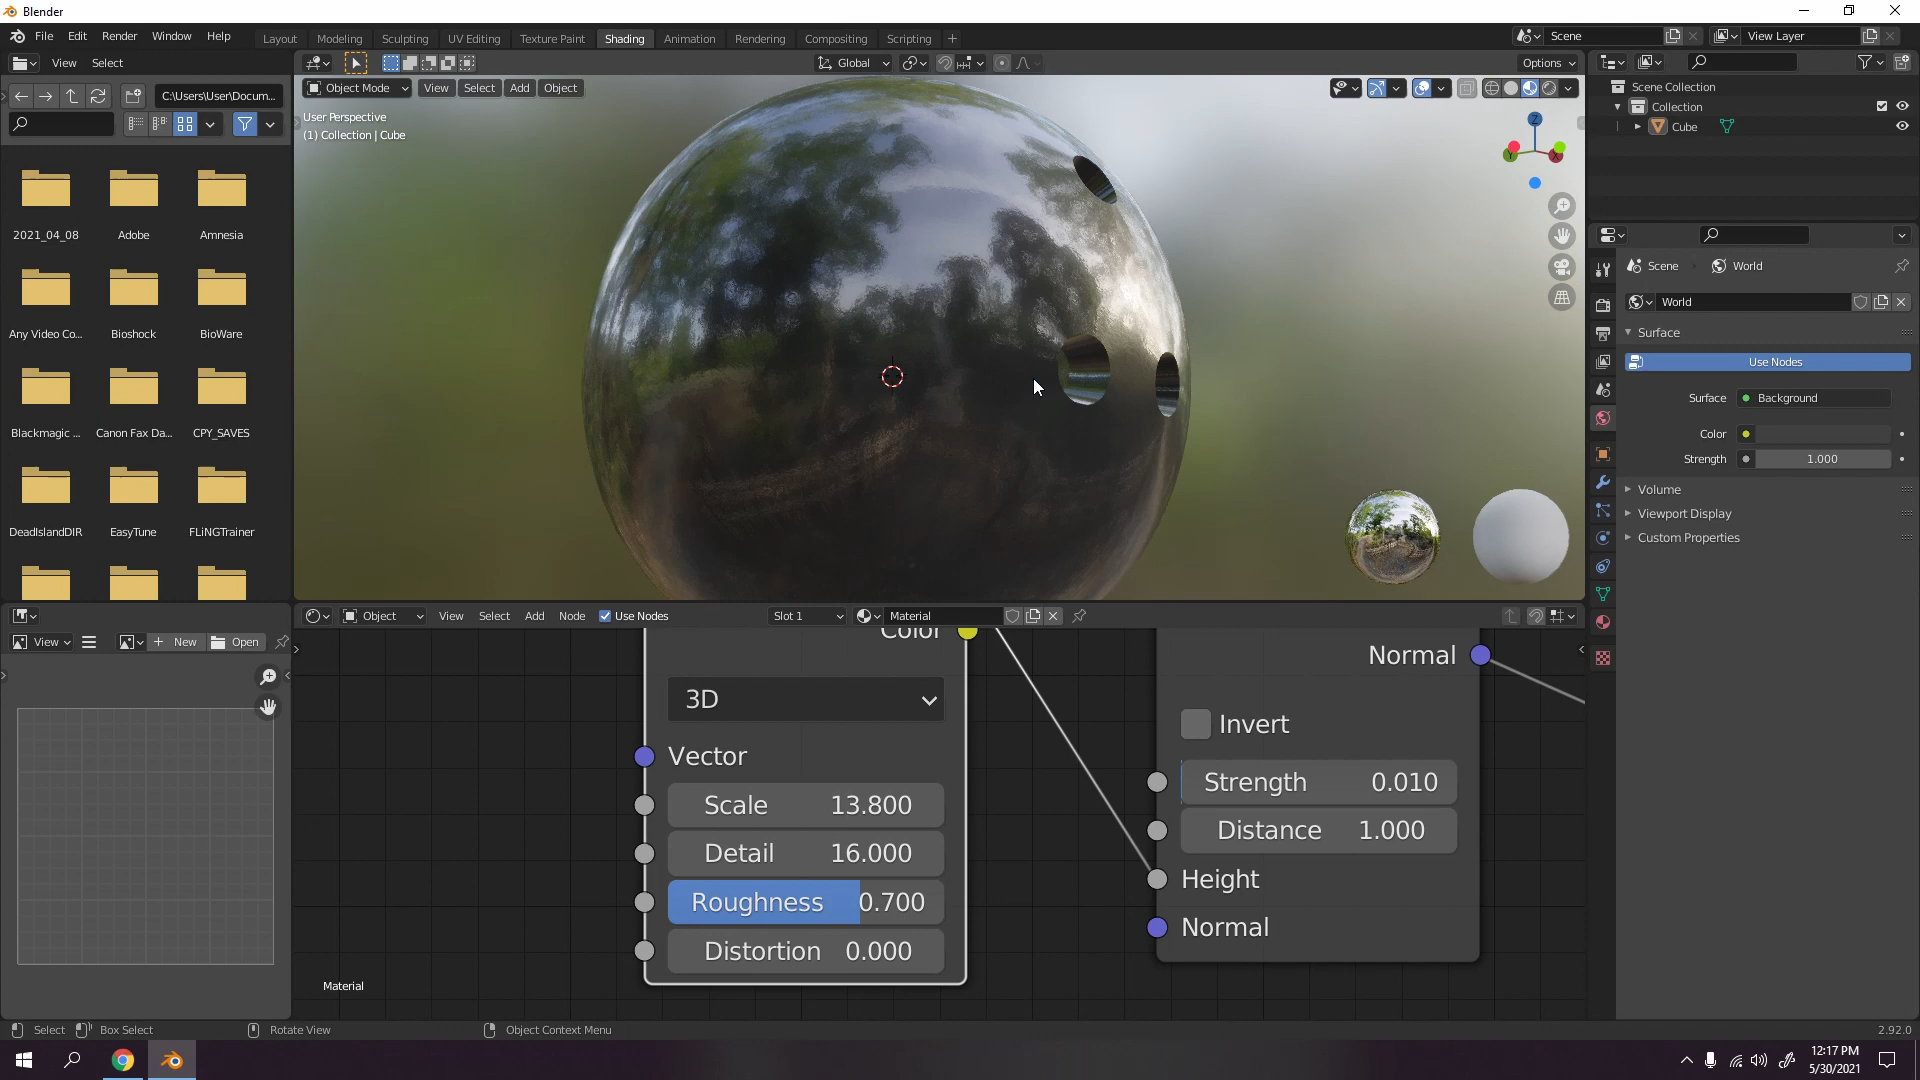 Blender
File Edit Render Window Help
Layout Modeling Sculpting UV Editing Texture Paint Shading Animation Rendering Compositing Scripting
Scene
View Layer
View Select
Global
Options
C:\Users\User\Docum...
Object Mode View Select Add Object
User Perspective
(1) Collection | Cube
Z
Y
X
Scene Collection
Collection
Cube
2021_04_08 Adobe Amnesia
Any Video Co... Bioshock BioWare
Blackmagic ... Canon Fax Da... CPY_SAVES
DeadIslandDIR EasyTune FLiNGTrainer
Scene World
World
Surface
Use Nodes
Surface Background
Color
Strength 1.000
Volume
Viewport Display
Custom Properties
Object View Select Add Node Use Nodes Slot 1 Material
View New Open
Color
3D
Vector
Scale 13.800
Detail 16.000
Roughness 0.700
Distortion 0.000
Normal
Invert
Strength 0.010
Distance 1.000
Height
Normal
Material
Select Box Select Rotate View Object Context Menu 2.92.0
12:17 PM
5/30/2021